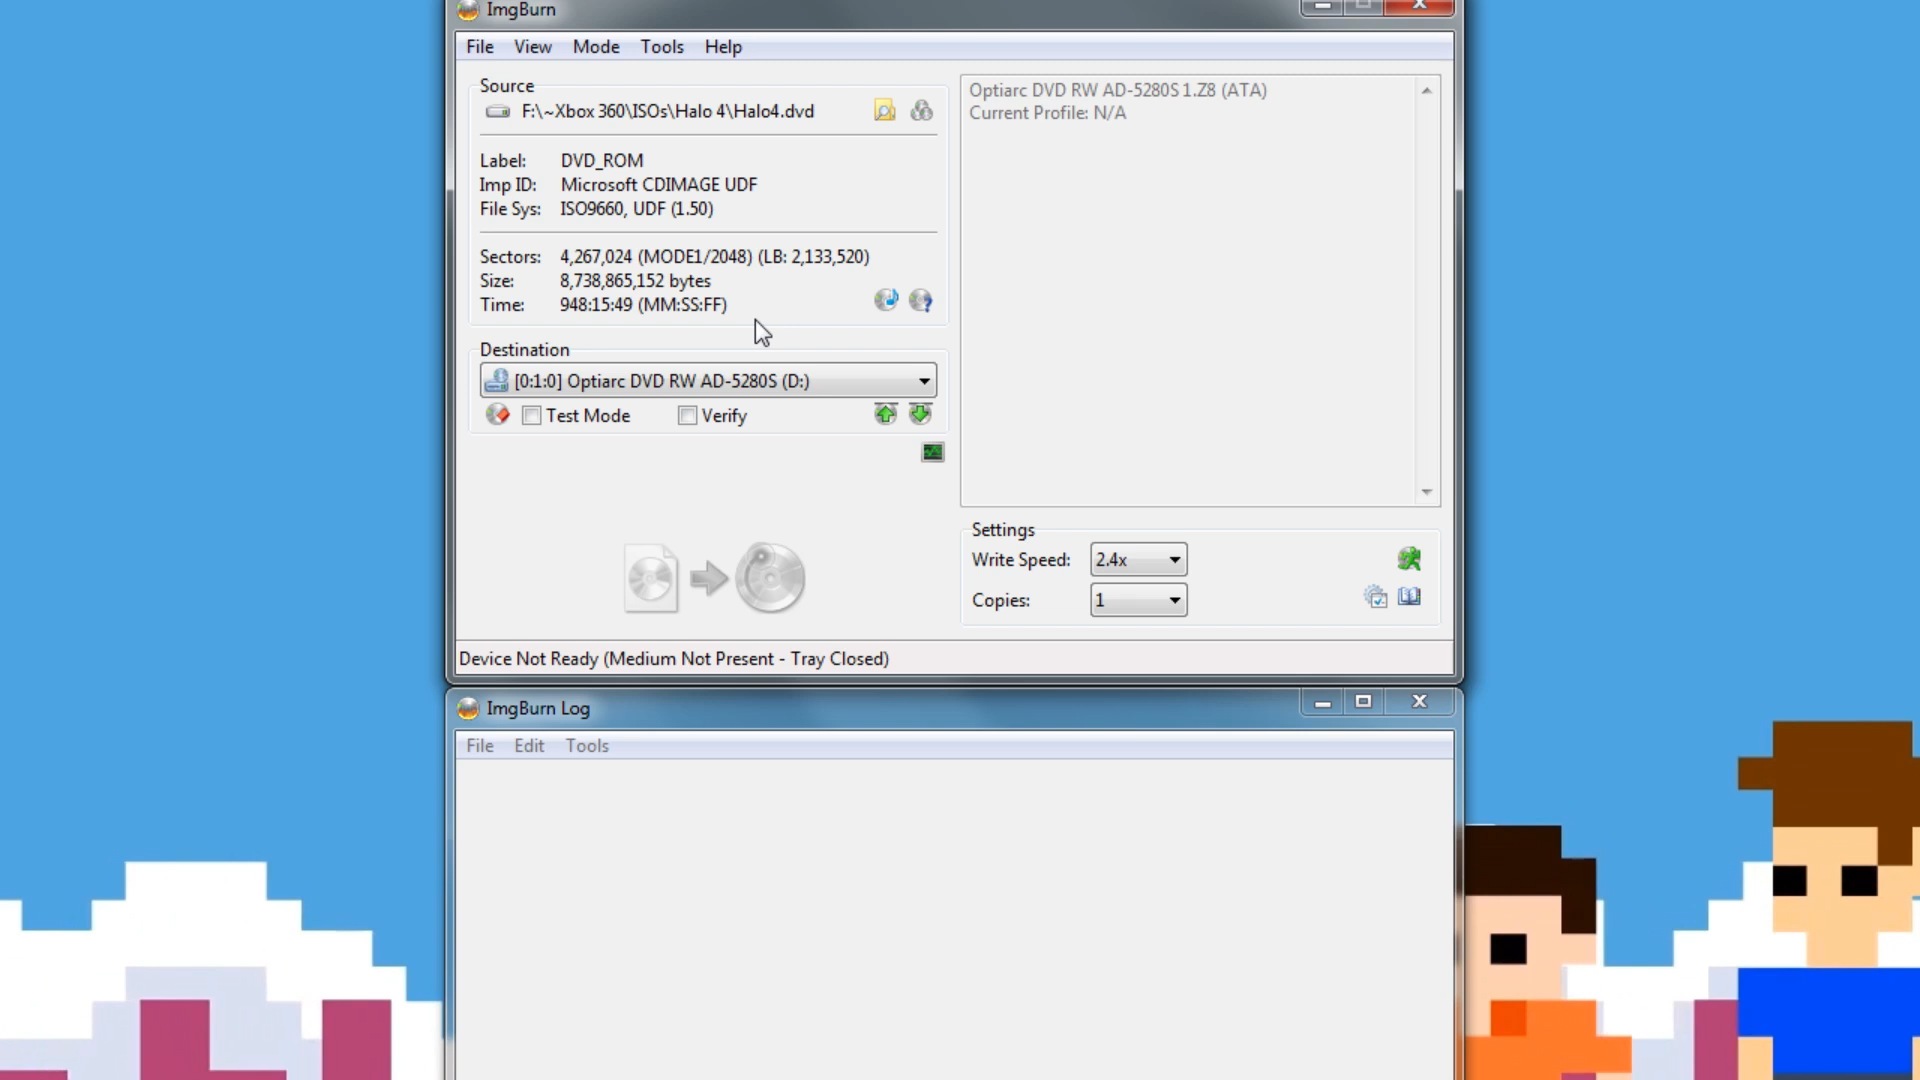 ImgBurn
File View Mode Tools Help
Source
F:\~Xbox 360\ISOs\Halo 4\Halo4.dvd
Label: DVD_ROM
Imp ID: Microsoft CDIMAGE UDF
File Sys: ISO9660, UDF (1.50)
Sectors: 4,267,024 (MODE1/2048) (LB: 2,133,520)
Size: 8,738,865,152 bytes
Time: 948:15:49 (MM:SS:FF)
Destination
[0:1:0] Optiarc DVD RW AD-5280S (D:)
Test Mode Verify
Optiarc DVD RW AD-5280S 1.Z8 (ATA)
Current Profile: N/A
Settings
Write Speed: 2.4x
Copies: 1
Device Not Ready (Medium Not Present - Tray Closed)
ImgBurn Log
File Edit Tools